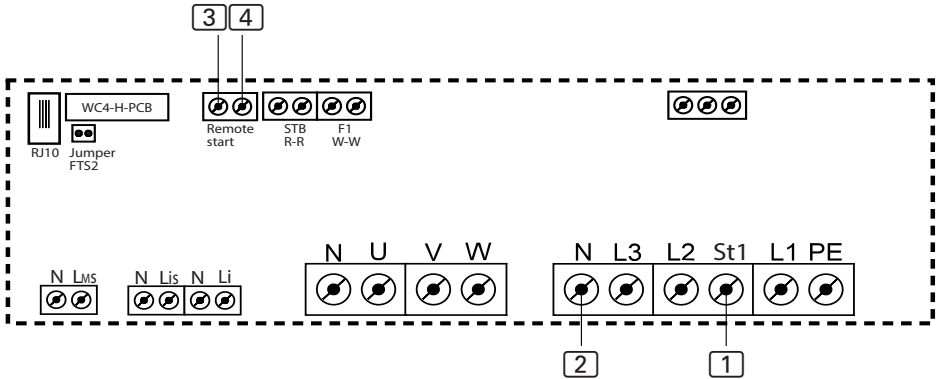 3 4
WC4-H-PCB
RJ10
Jumper
FTS2
Remote
start
STB
R-R
F1
W-W
N LMS
N Lis N Li
N U V W
N L3 L2 St1 L1 PE
2 1